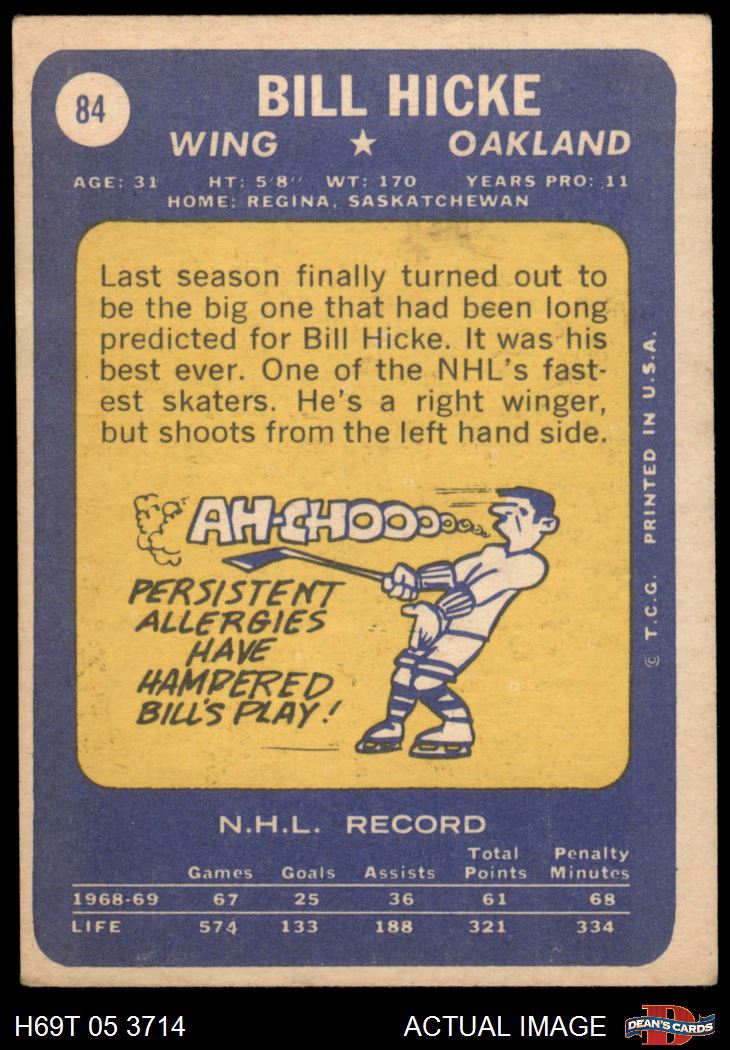 84
BILL HICKE
WING ★ OAKLAND
AGE: 31 HT: 5'8'' WT: 170 YEARS PRO: 11
HOME: REGINA, SASKATCHEWAN
Last season finally turned out to
be the big one that had been long
predicted for Bill Hicke. It was his
best ever. One of the NHL's fast-
est skaters. He's a right winger,
but shoots from the left hand side.
AH-CHOOOOOOOO
PERSISTENT
ALLERGIES
HAVE
HAMPERED
BILL'S PLAY!
© T.C.G. PRINTED IN U.S.A.
N.H.L. RECORD
Games Goals Assists Total Points Penalty Minutes
1968-69 67 25 36 61 68
LIFE 574 133 188 321 334
H69T 05 3714 ACTUAL IMAGE
D
DEAN'S CARDS